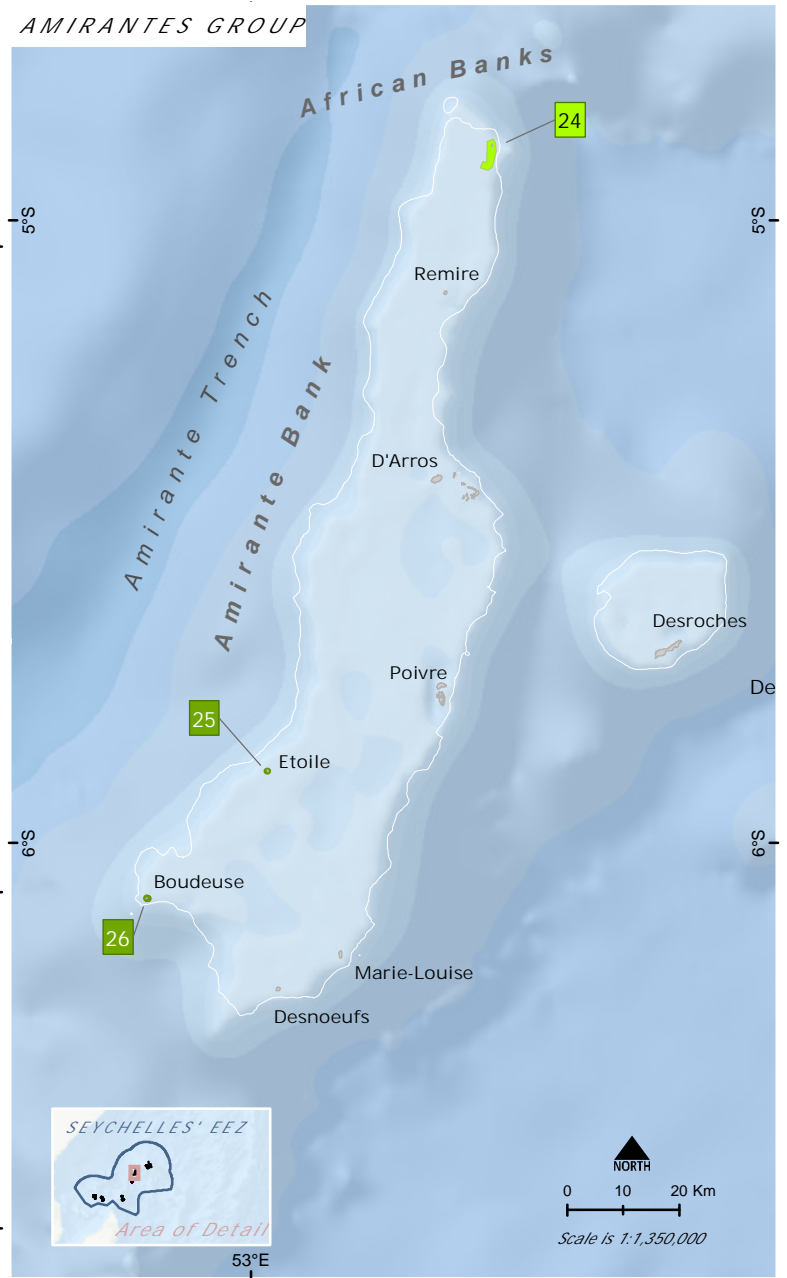 AMIRANTES GROUP
African Banks
24
5°S
5°S
Remire
Amirante Trench
Amirante Bank
D'Arros
Desroches
Poivre
De
25
Etoile
6°S
6°S
Boudeuse
26
Marie-Louise
Desnoeufs
SEYCHELLES' EEZ
Area of Detail
NORTH
0 10 20 Km
Scale is 1:1,350,000
53°E